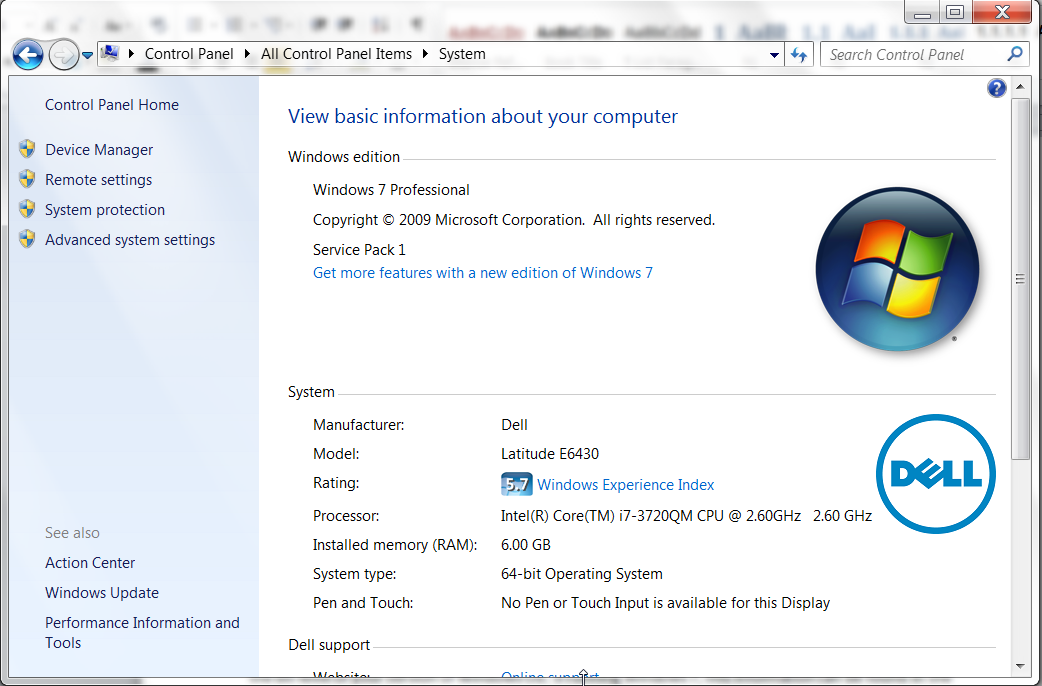 Control Panel
All Control Panel Items
System
Search Control Panel
Control Panel Home
Device Manager
Remote settings
System protection
Advanced system settings
See also
Action Center
Windows Update
Performance Information and
Tools
View basic information about your computer
Windows edition
Windows 7 Professional
Copyright © 2009 Microsoft Corporation.  All rights reserved.
Service Pack 1
Get more features with a new edition of Windows 7
®
System
Manufacturer: Dell
Model: Latitude E6430
Rating: 5.7 Windows Experience Index
Processor: Intel(R) Core(TM) i7-3720QM CPU @ 2.60GHz   2.60 GHz
Installed memory (RAM): 6.00 GB
System type: 64-bit Operating System
Pen and Touch: No Pen or Touch Input is available for this Display
DELL
Dell support
Website: Online support